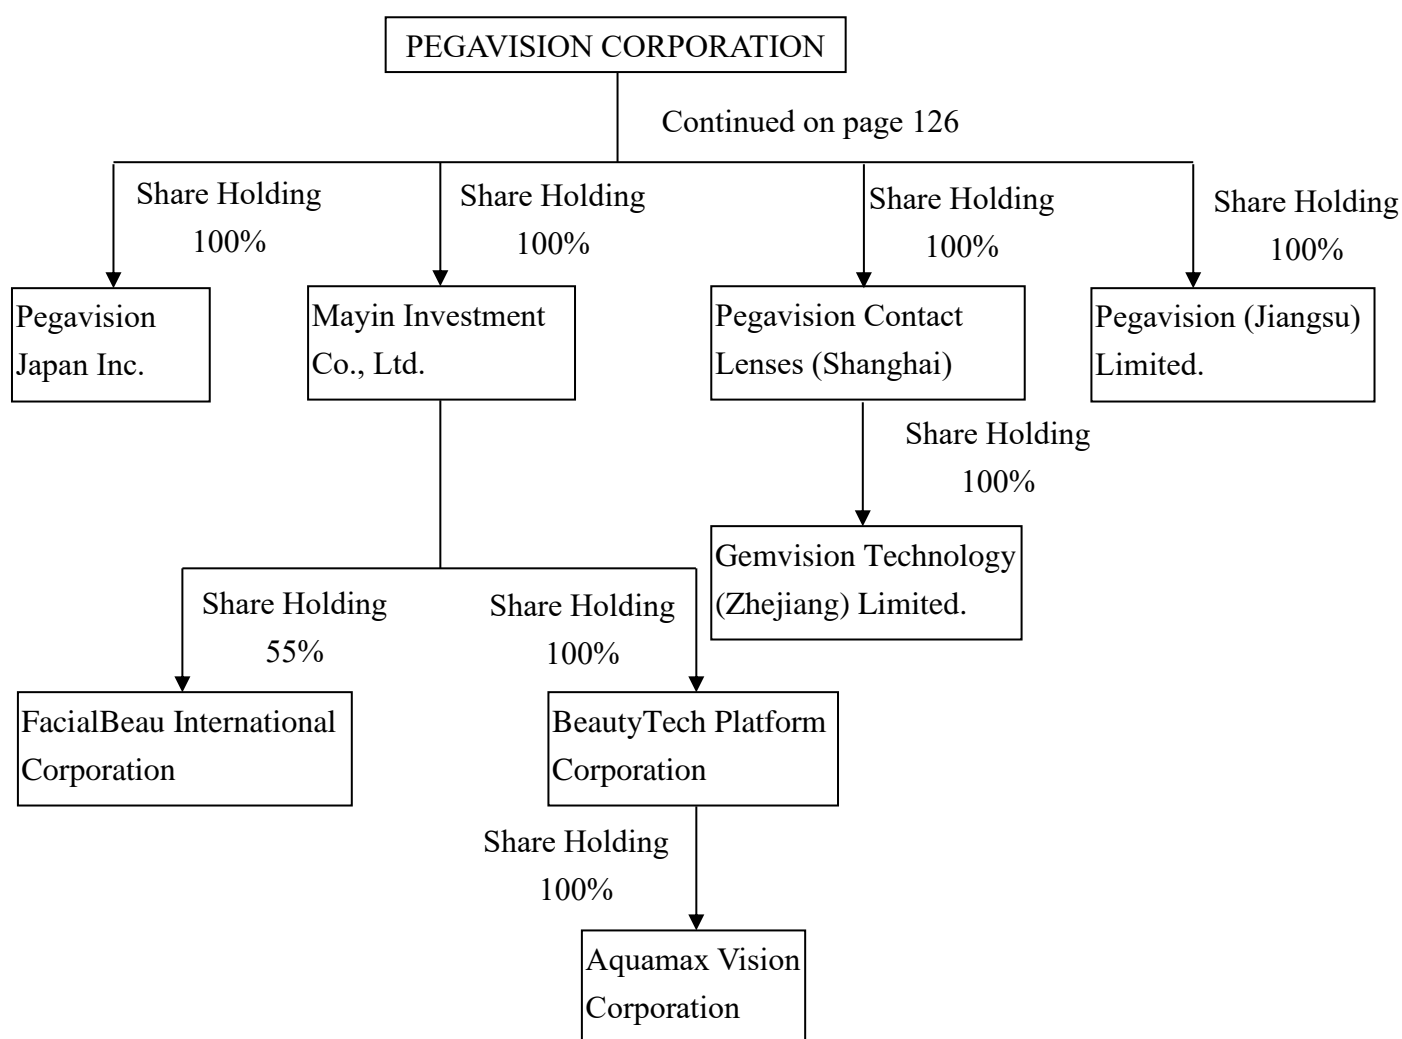 PEGAVISION CORPORATION
Continued on page 126
Share Holding
100%
Share Holding
100%
Share Holding
100%
Share Holding
100%
Pegavision
Japan Inc.
Mayin Investment
Co., Ltd.
Pegavision Contact
Lenses (Shanghai)
Pegavision (Jiangsu)
Limited.
Share Holding
100%
Gemvision Technology
(Zhejiang) Limited.
Share Holding
55%
Share Holding
100%
FacialBeau International
Corporation
BeautyTech Platform
Corporation
Share Holding
100%
Aquamax Vision
Corporation